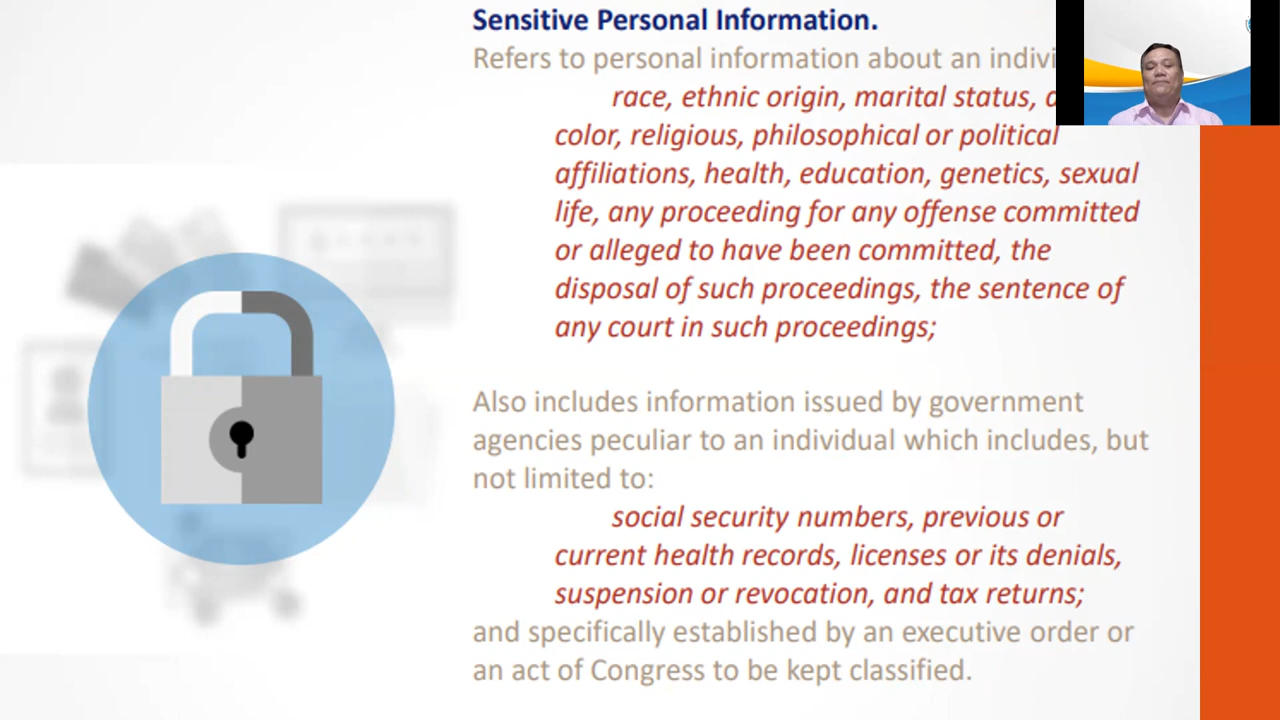 Sensitive Personal Information.
Refers to personal information about an
race, ethnic origin, marital status,
color, religious, philosophical or political
affiliations, health, education, genetics, sexual
life, any proceeding for any offense committed
or alleged to have been committed, the
disposal of such proceedings, the sentence of
any court in such proceedings;
Also includes information issued by government
agencies peculiar to an individual which includes, but
not limited to:
social security numbers, previous or
current health records, licenses or its denials,
suspension or revocation, and tax returns;
and specifically established by an executive order or
an act of Congress to be kept classified.